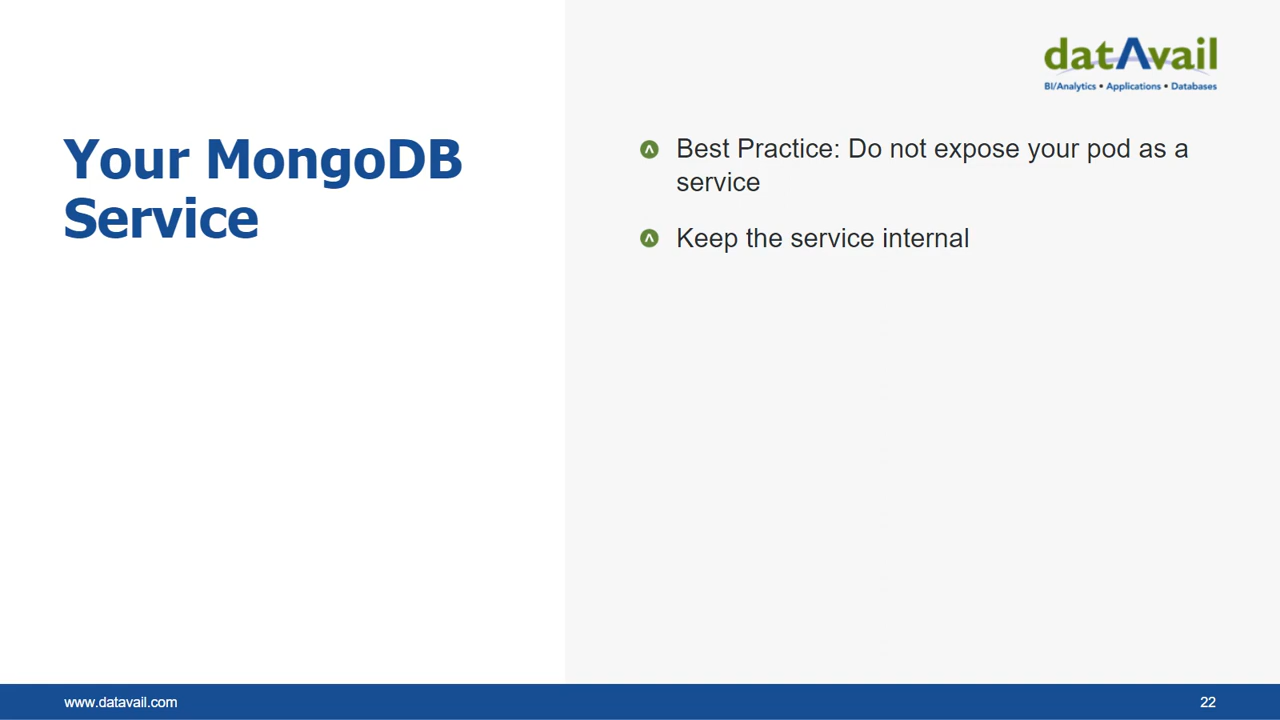 datAvail
BI/Analytics • Applications • Databases
Your MongoDB
Service
Best Practice: Do not expose your pod as a
service
Keep the service internal
www.datavail.com
22